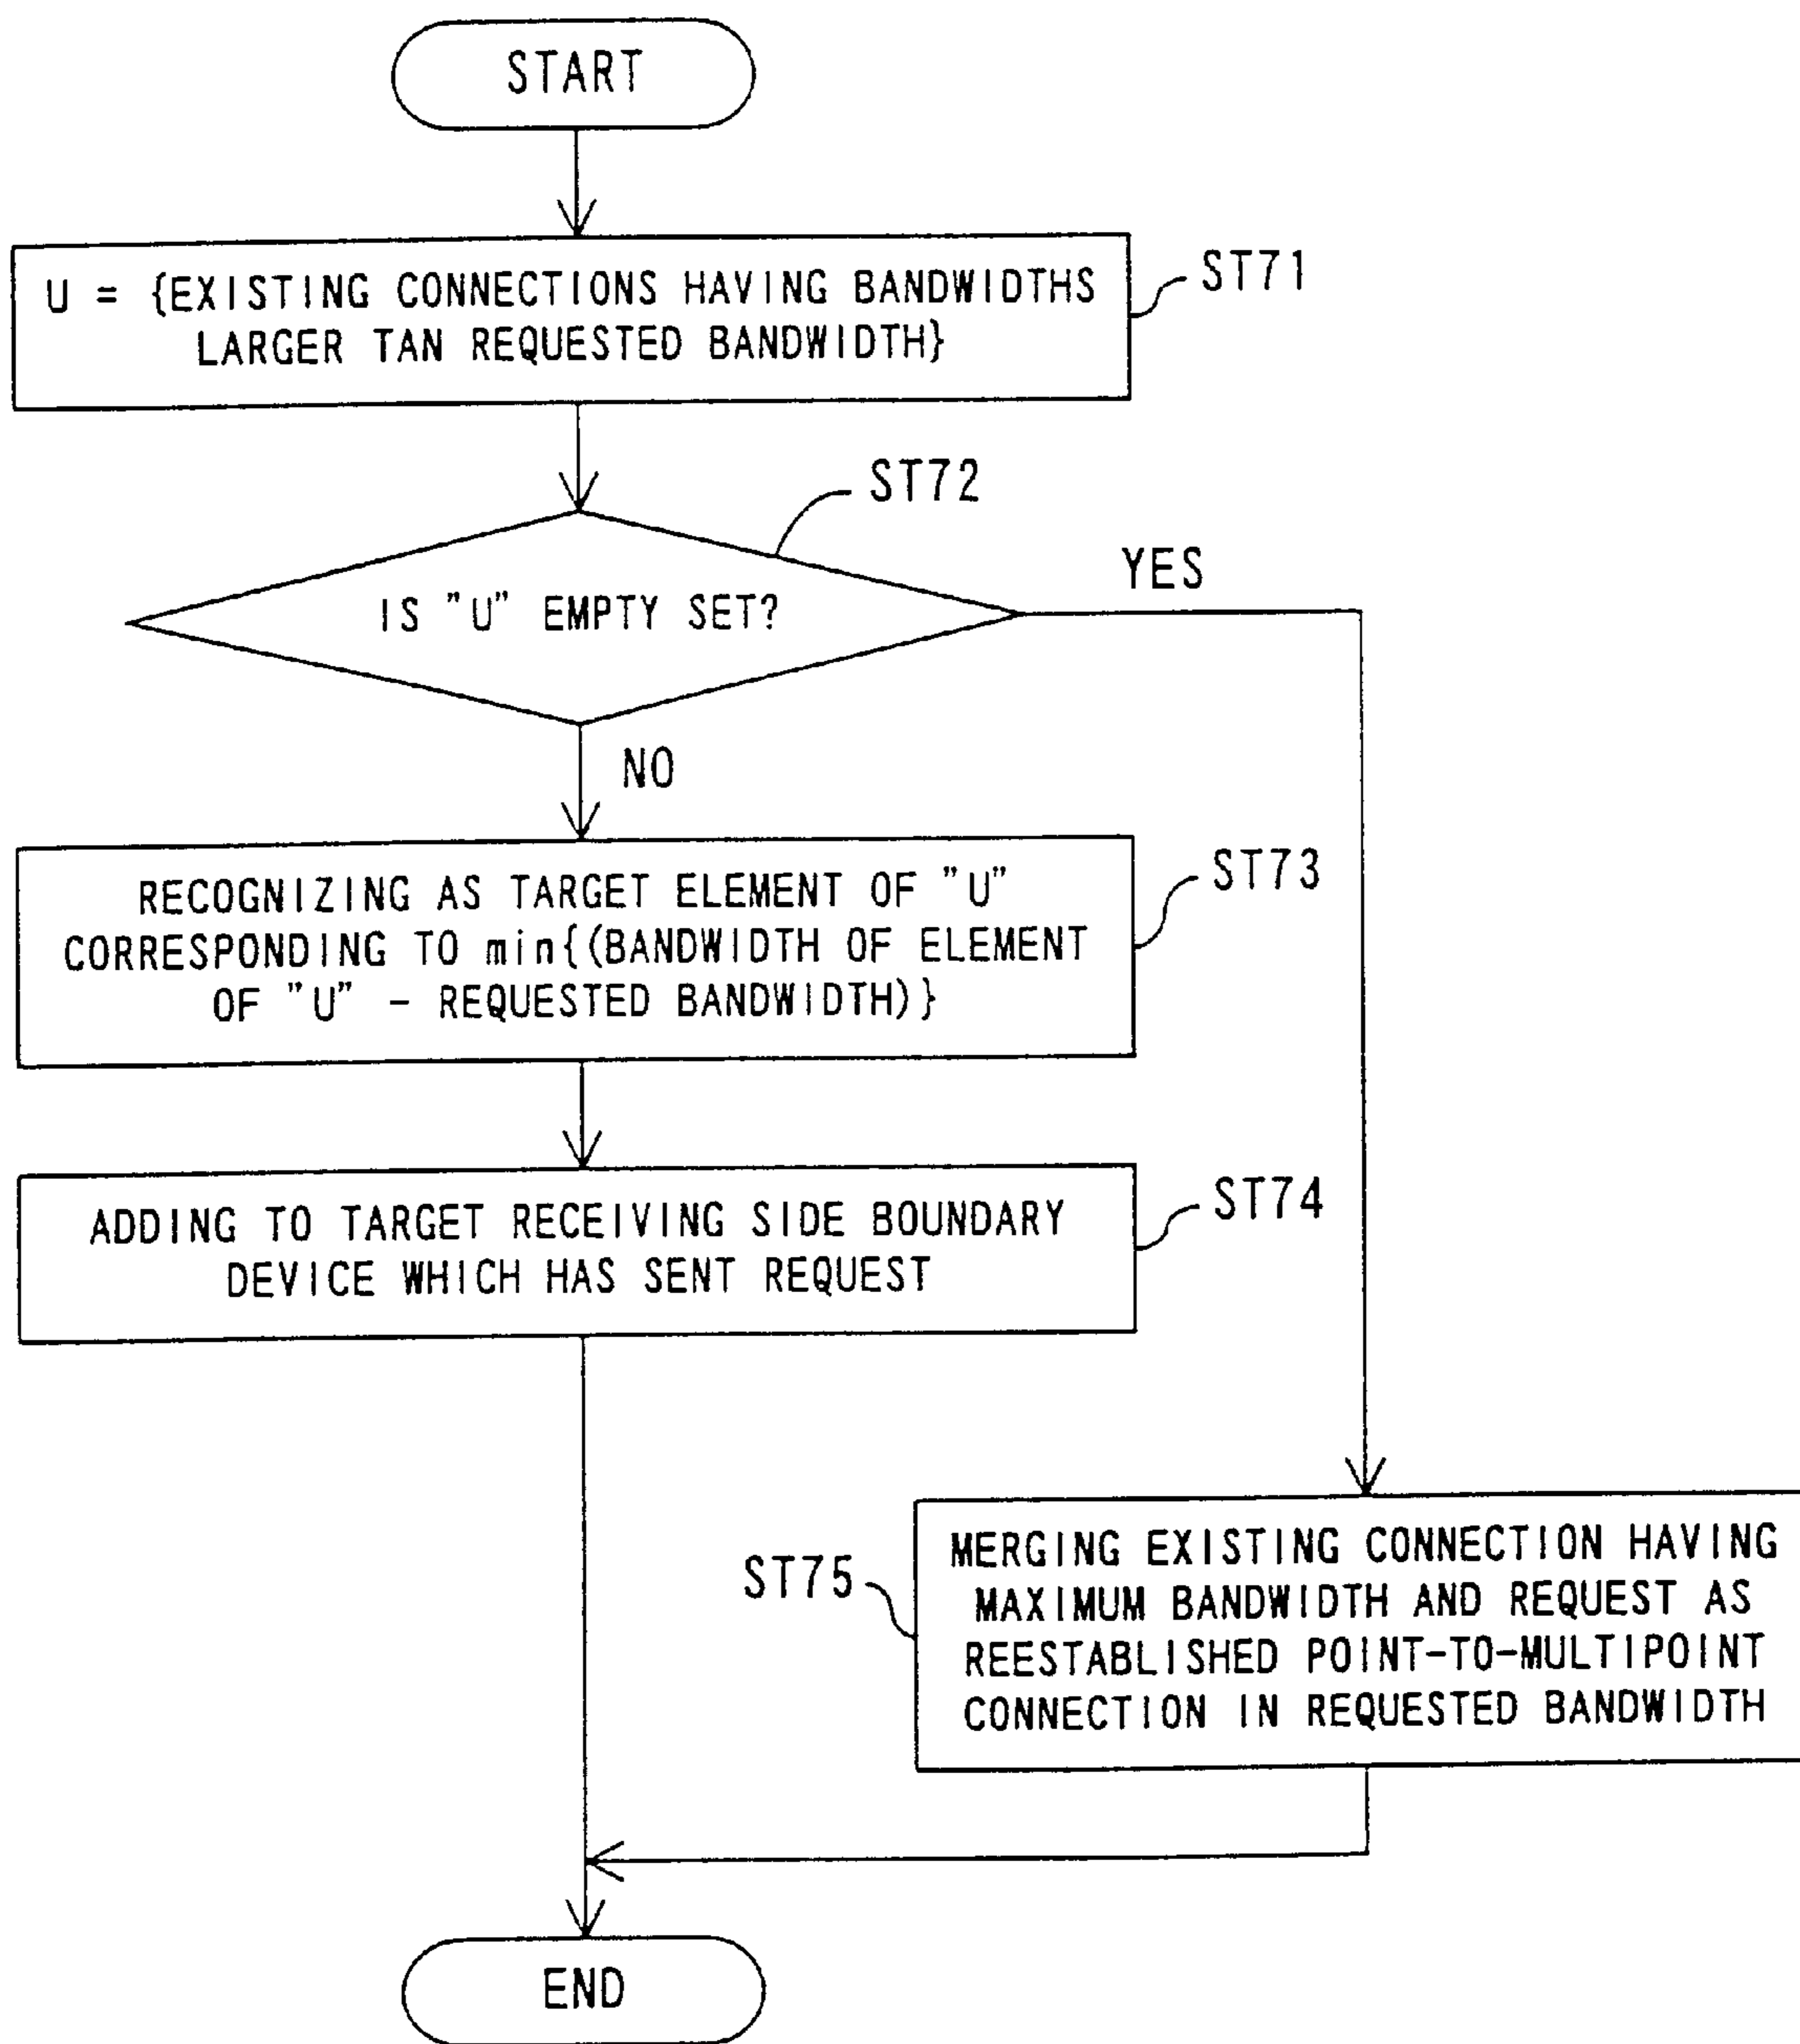 START
U = {EXISTING CONNECTIONS HAVING BANDWIDTHS
LARGER TAN REQUESTED BANDWIDTH}
ST71
ST72
IS "U" EMPTY SET?
YES
NO
RECOGNIZING AS TARGET ELEMENT OF "U"
CORRESPONDING TO min{(BANDWIDTH OF ELEMENT
OF "U" - REQUESTED BANDWIDTH)}
ST73
ADDING TO TARGET RECEIVING SIDE BOUNDARY
DEVICE WHICH HAS SENT REQUEST
ST74
ST75
MERGING EXISTING CONNECTION HAVING
MAXIMUM BANDWIDTH AND REQUEST AS
REESTABLISHED POINT-TO-MULTIPOINT
CONNECTION IN REQUESTED BANDWIDTH
END